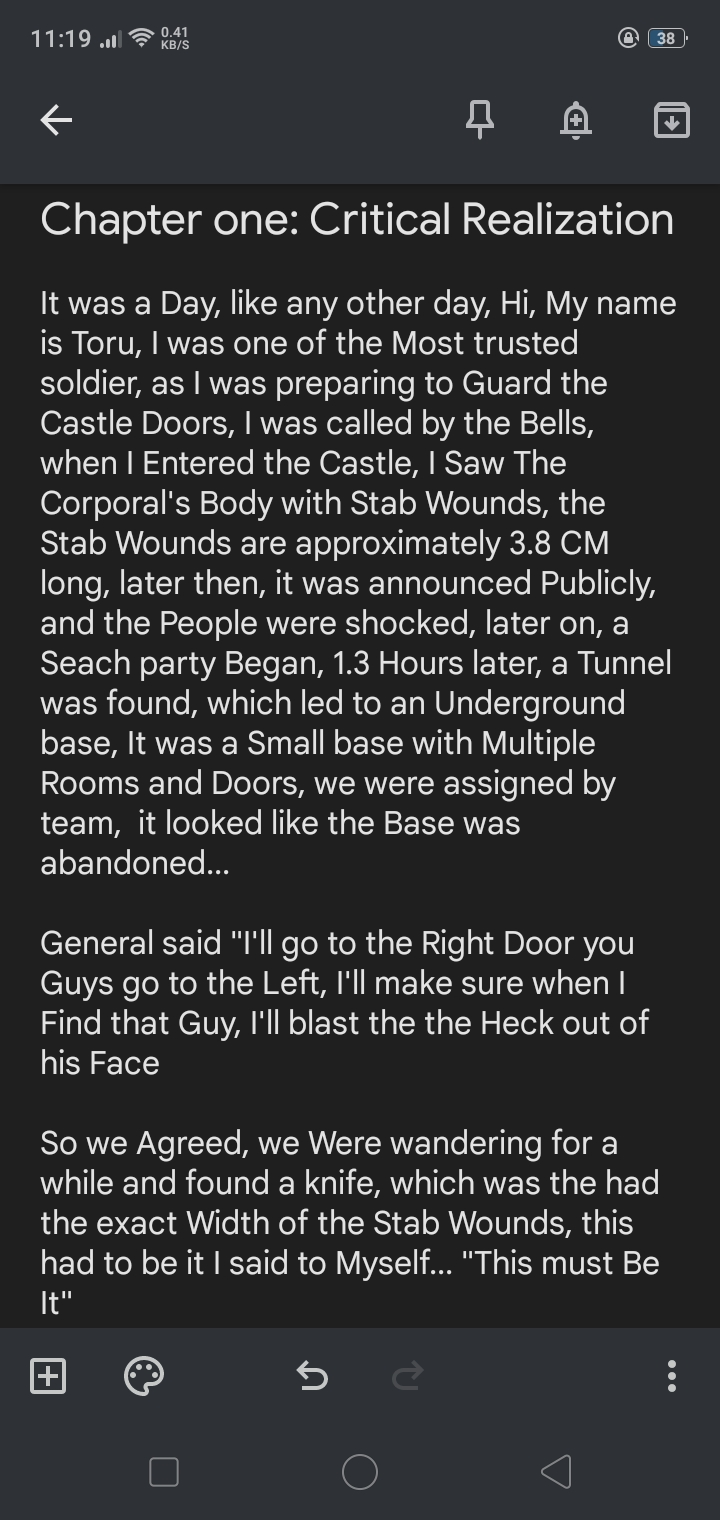 11:19
0.41
KB/S
38
Chapter one: Critical Realization
It was a Day, like any other day, Hi, My name
is Toru, I was one of the Most trusted
soldier, as I was preparing to Guard the
Castle Doors, I was called by the Bells,
when I Entered the Castle, I Saw The
Corporal's Body with Stab Wounds, the
Stab Wounds are approximately 3.8 CM
long, later then, it was announced Publicly,
and the People were shocked, later on, a
Seach party Began, 1.3 Hours later, a Tunnel
was found, which led to an Underground
base, It was a Small base with Multiple
Rooms and Doors, we were assigned by
team,  it looked like the Base was
abandoned...
General said "I'll go to the Right Door you
Guys go to the Left, I'll make sure when I
Find that Guy, I'll blast the the Heck out of
his Face
So we Agreed, we Were wandering for a
while and found a knife, which was the had
the exact Width of the Stab Wounds, this
had to be it I said to Myself... "This must Be
It"